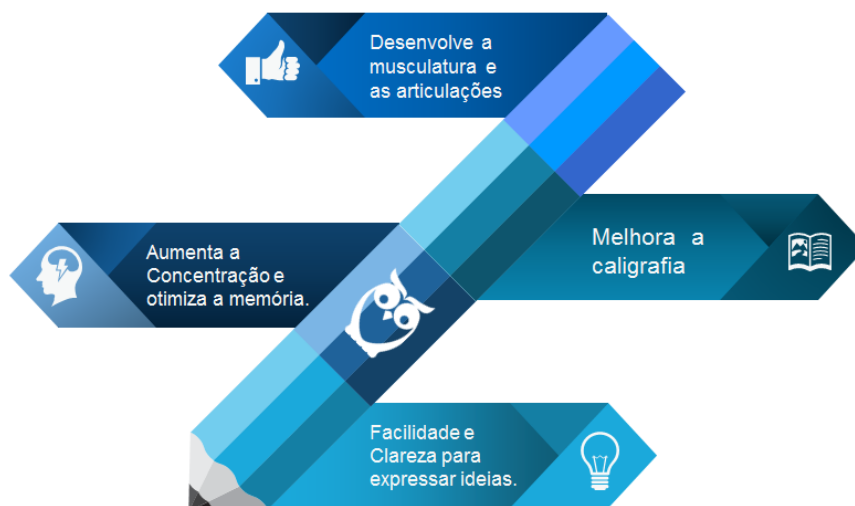 Desenvolve a
musculatura e
as articulações
Aumenta a
Concentração e
otimiza a memória.
Melhora a
caligrafia
Facilidade e
Clareza para
expressar ideias.